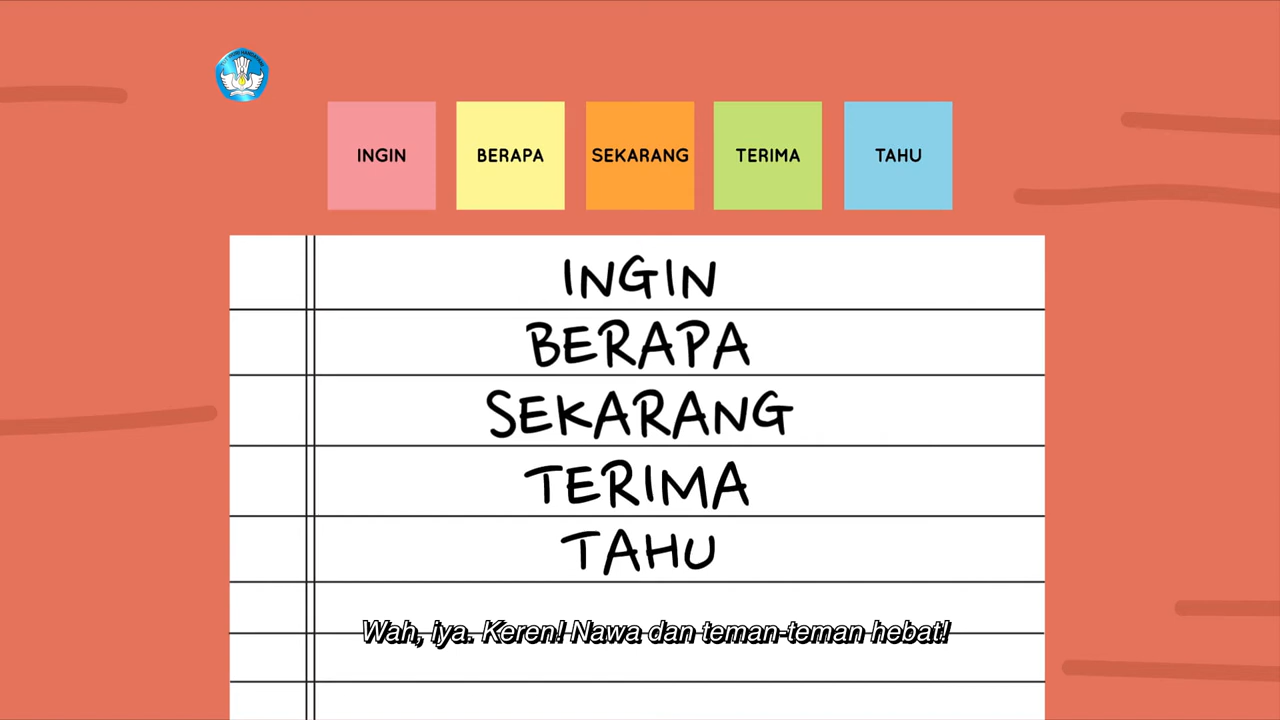 INGIN
BERAPA
SEKARANG
TERIMA
TAHU
INGIN
BERAPA
SEKARANG
TERIMA
TAHU
Wah, iya. Keren! Nawa dan teman-teman hebat!